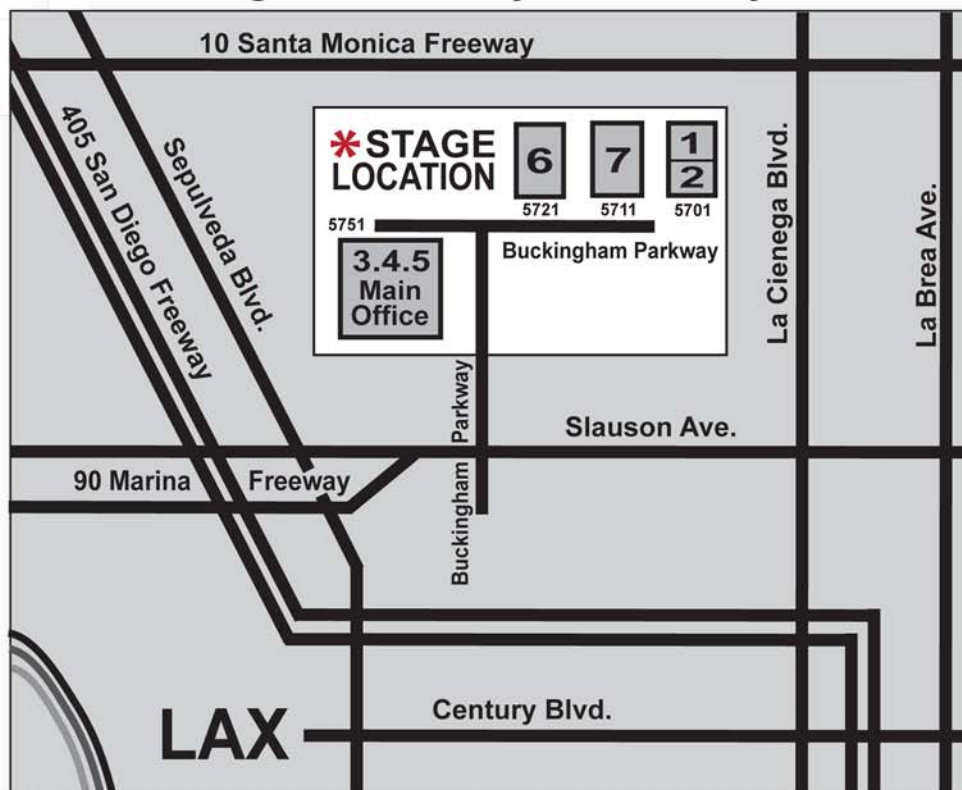 10 Santa Monica Freeway
405 San Diego Freeway
Sepulveda Blvd.
* STAGE
LOCATION
6
7
1
2
5721
5711
5701
5751
Buckingham Parkway
3.4.5
Main
Office
La Cienega Blvd.
La Brea Ave.
Buckingham Parkway
Slauson Ave.
90 Marina Freeway
Century Blvd.
LAX